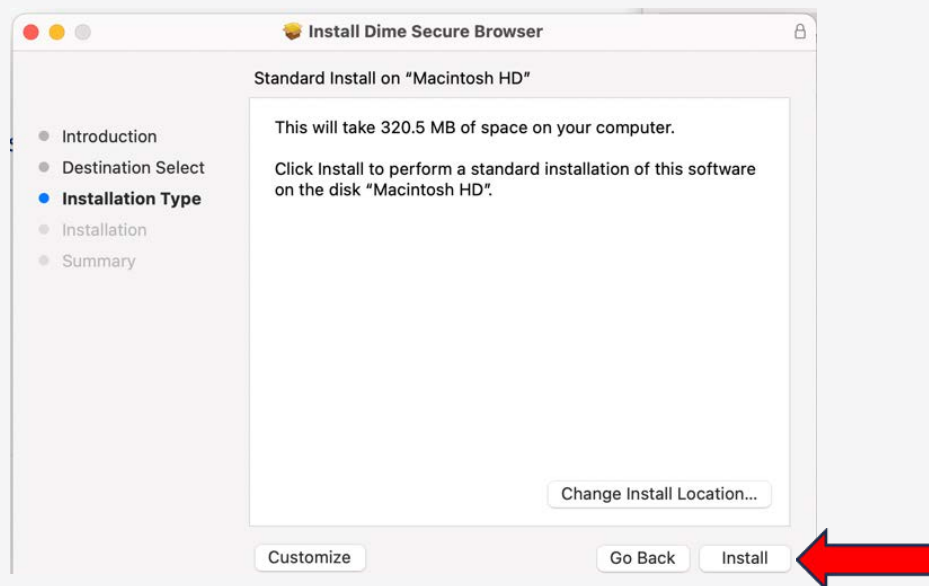 Install Dime Secure Browser
Standard Install on “Macintosh HD”
Introduction
Destination Select
Installation Type
Installation
Summary
This will take 320.5 MB of space on your computer.
Click Install to perform a standard installation of this software
on the disk “Macintosh HD”.
Change Install Location...
Customize
Go Back
Install